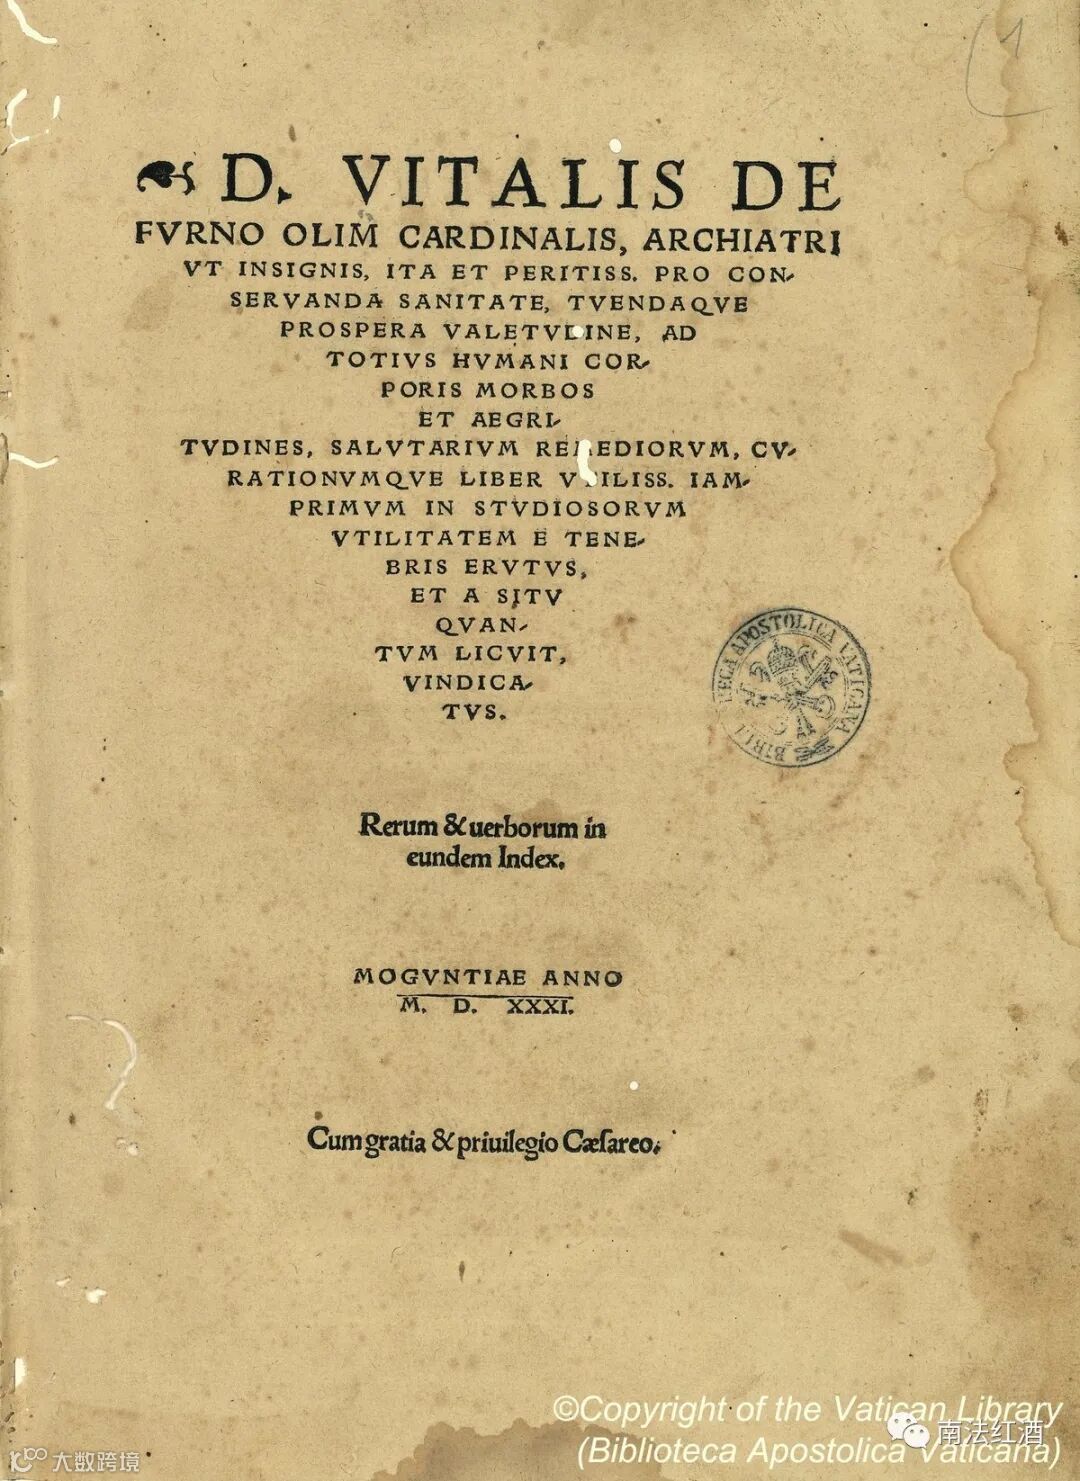 1
D. VITALIS DE
FVRNO OLIM CARDINALIS, ARCHIATRI
VT INSIGNIS, ITA ET PERITISS. PRO CON-
SERVANDA SANITATE, TVENDAQVE
PROSPERA VALETVDINE, AD
TOTIVS HVMANI COR-
PORIS MORBOS
ET AEGRI-
TVDINES, SALVTARIVM REMEDIORVM, CV-
RATIONVMQVE LIBER VTILISS. IAM-
PRIMVM IN STVDIOSORVM
VTILITATEM E TENE-
BRIS ERVTVS,
ET A SITV
QVAN-
TVM LICVIT,
VINDICA-
TVS.
BIBLIOTECA APOSTOLICA VATICANA
Rerum & uerborum in
eundem Index.
MOGVNTIAE ANNO
M. D. XXXI.
Cum gratia & priuilegio Cæſareo.
©Copyright of the Vatican Library
(Biblioteca Apostolica Vaticana)
南法红酒
大数跨境